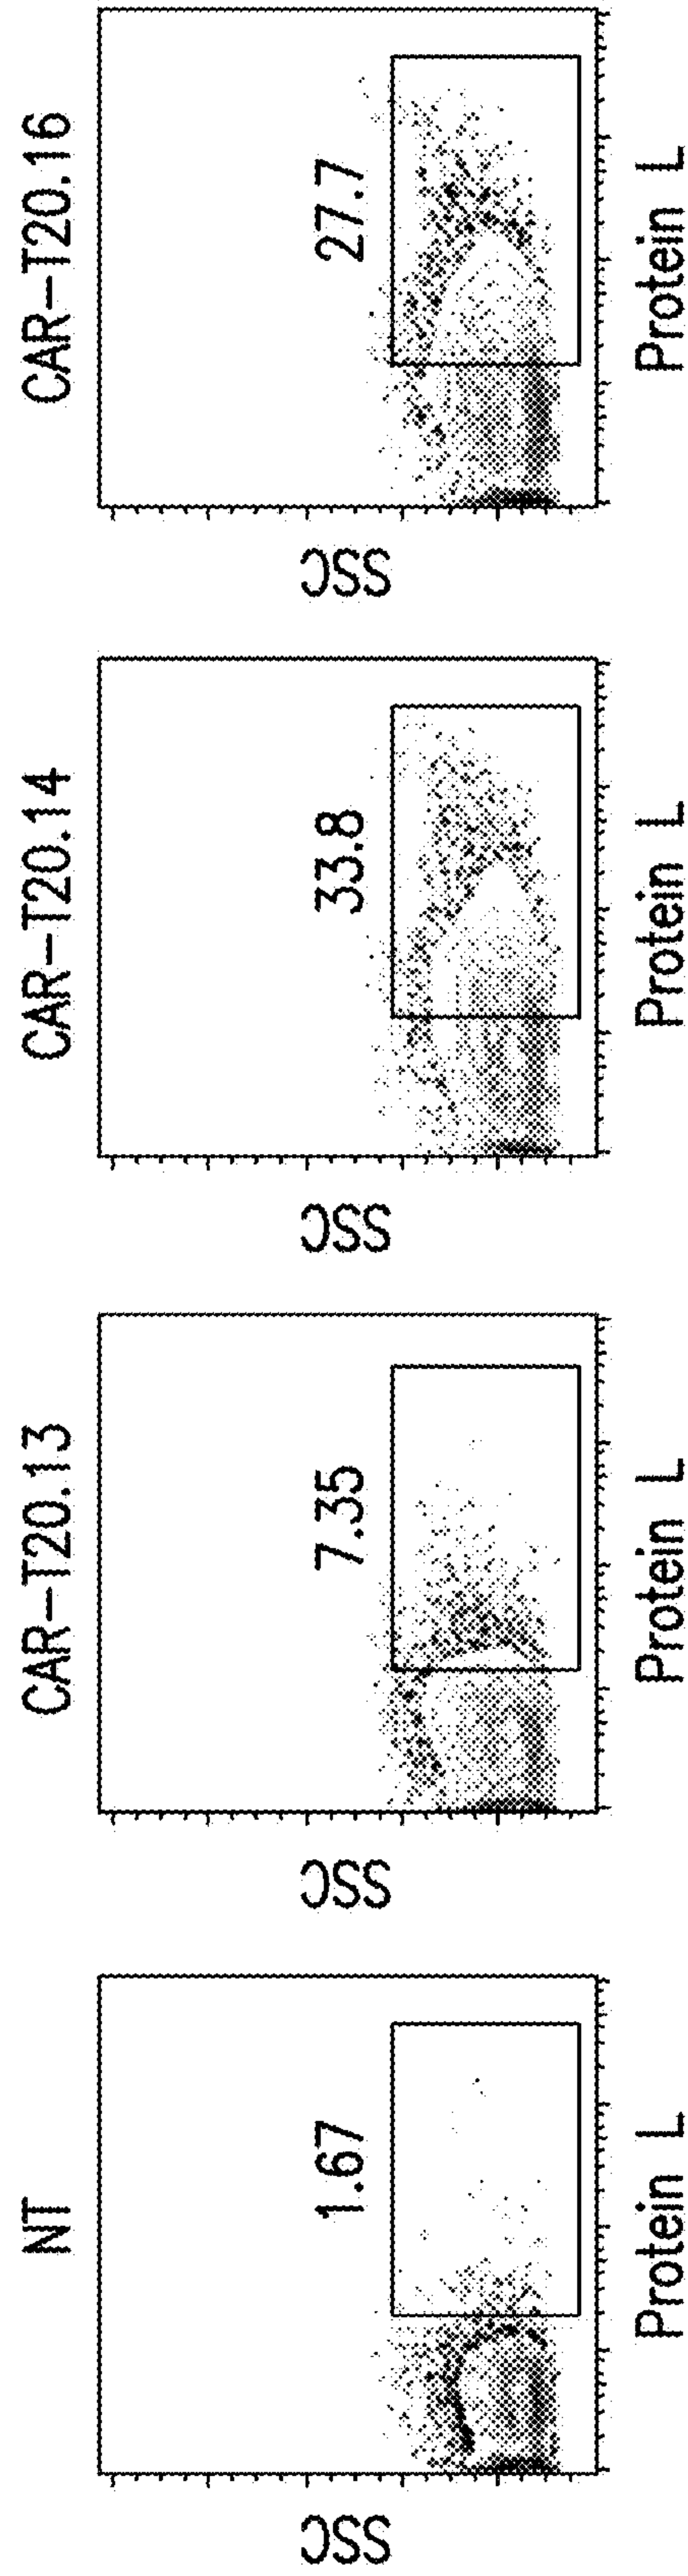 NT
1.67
SSC
Protein L
CAR-T20.13
7.35
SSC
Protein L
CAR-T20.14
33.8
SSC
Protein L
CAR-T20.16
27.7
SSC
Protein L